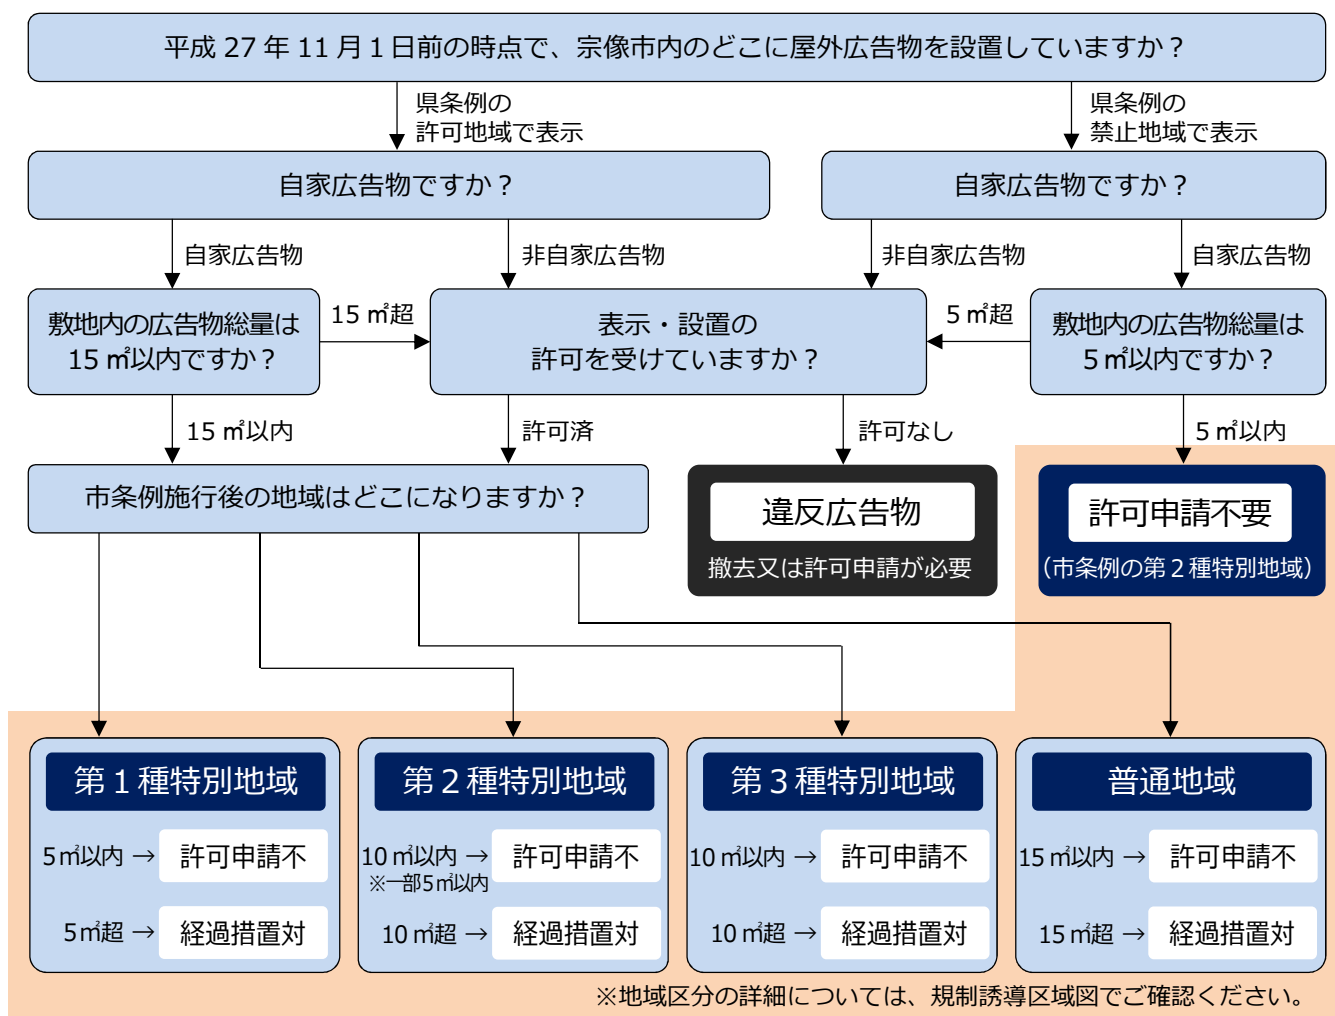 平成 27 年 11 月 1 日前の時点で、宗像市内のどこに屋外広告物を設置していますか？
県条例の
許可地域で表示
県条例の
禁止地域で表示
自家広告物ですか？
自家広告物ですか？
自家広告物
非自家広告物
非自家広告物
自家広告物
敷地内の広告物総量は
15 ㎡以内ですか？
15 ㎡超
表示・設置の
許可を受けていますか？
5 ㎡超
敷地内の広告物総量は
5㎡以内ですか？
15 ㎡以内
許可済
許可なし
5 ㎡以内
市条例施行後の地域はどこになりますか？
違反広告物
撤去又は許可申請が必要
許可申請不要
（市条例の第２種特別地域）
第１種特別地域
5㎡以内 → 許可申請不
5㎡超 → 経過措置対
第２種特別地域
10 ㎡以内 → 許可申請不
※一部5㎡以内
10 ㎡超 → 経過措置対
第３種特別地域
10 ㎡以内 → 許可申請不
10 ㎡超 → 経過措置対
普通地域
15 ㎡以内 → 許可申請不
15 ㎡超 → 経過措置対
※地域区分の詳細については、規制誘導区域図でご確認ください。